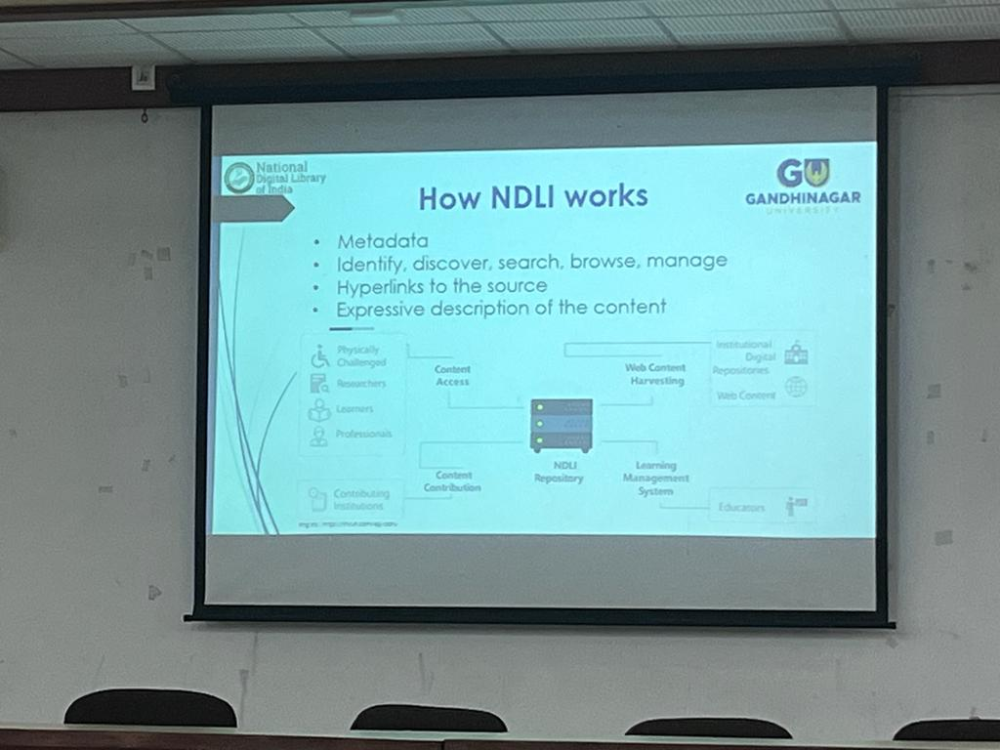 National
Digital Library
of India
GU
GANDHINAGAR
UNIVERSITY
How NDLI works
• Metadata
• Identify, discover, search, browse, manage
• Hyperlinks to the source
• Expressive description of the content
Physically
Challenged
Researchers
Learners
Professionals
Content
Access
Web Content
Harvesting
Institutional
Digital
Repositories
Web Content
NDLI
Repository
Content
Contribution
Learning
Management
System
Contributing
Institutions
Educators